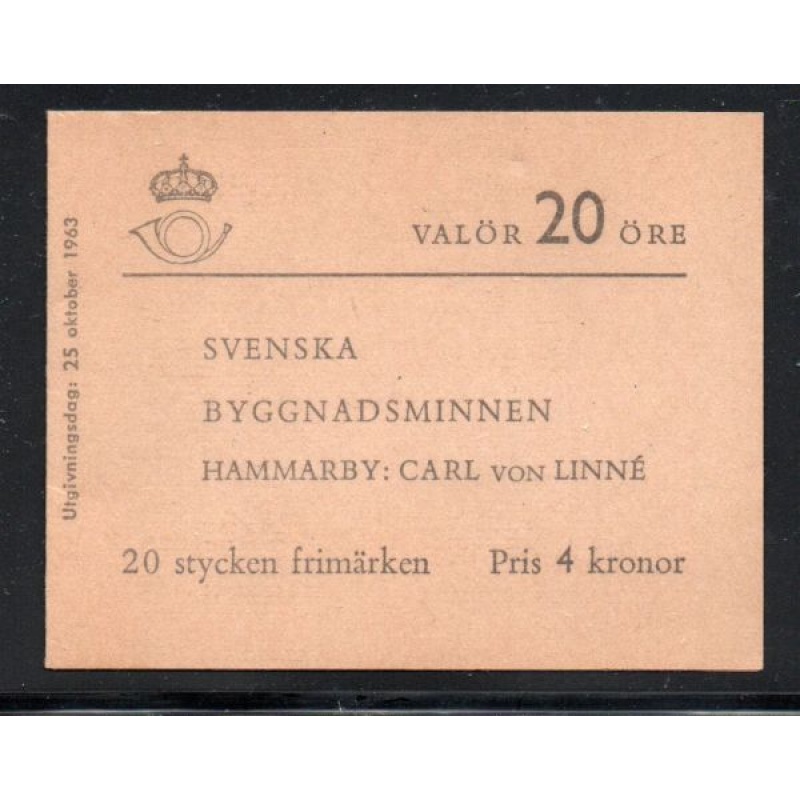 VALÖR 20 ÖRE
SVENSKA
BYGGNADSMINNEN
HAMMARBY: CARL VON LINNÉ
20 stycken frimärken Pris 4 kronor
Utgivningsdag: 25 oktober 1963